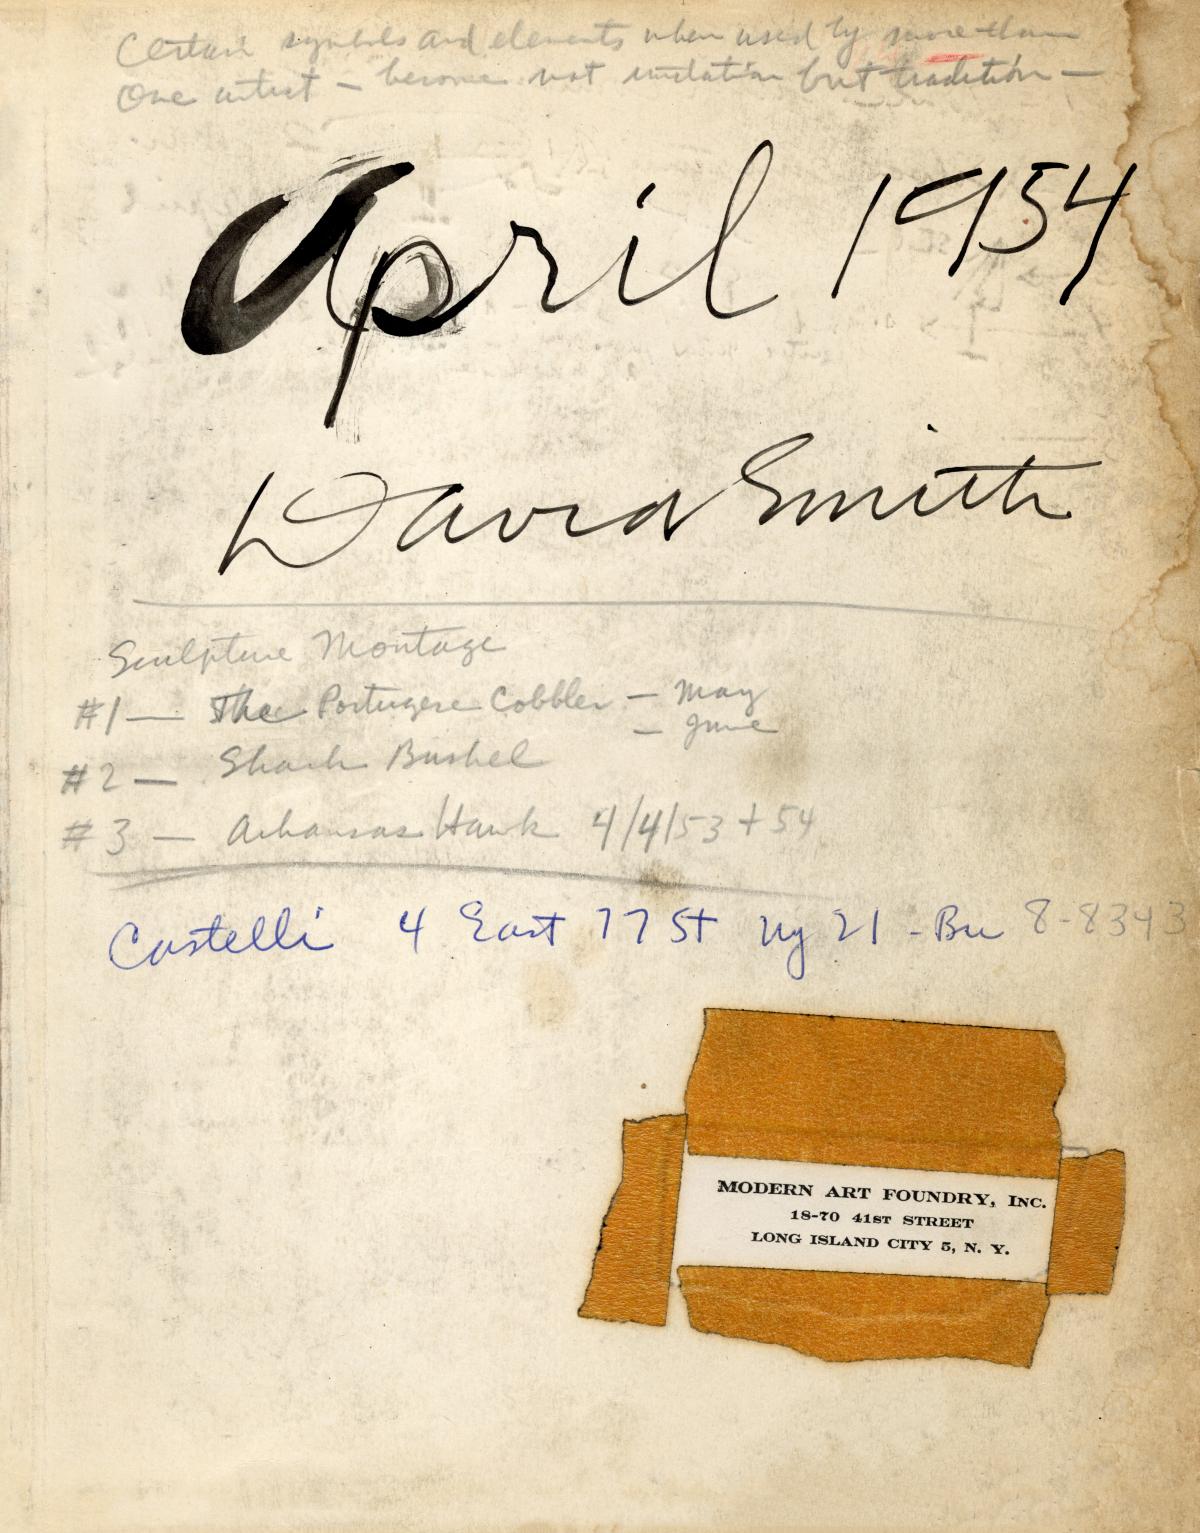 Certain symbols and elements when used by more than
One artist – become not imitation but tradition –
April 1954
David Smith
Sculpture Montage
#1 — The Portugese Cobbler – May
– June
#2 — Shack Bushel
#3 — Arkansas Hawk 4/4/53 + 54
Castelli 4 East 77 St Ny 21 - Bu 8-8343
MODERN ART FOUNDRY, INC.
18-70 41ST STREET
LONG ISLAND CITY 5, N. Y.